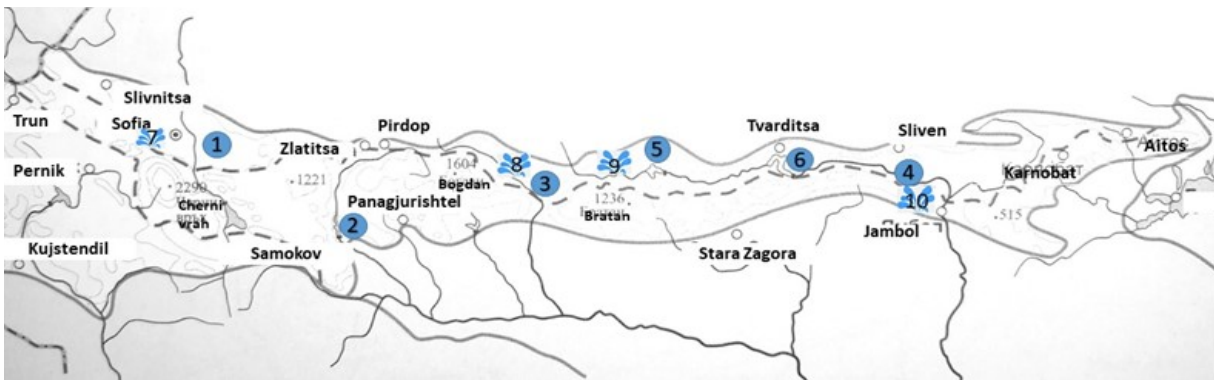 Slivnitsa
Trun
Sofia
7
1
Zlatitsa
Pirdop
Tvarditsa
Sliven
Aitos
Pernik
2290
Cherni
vrah
1221
1604
Bogdan
8
3
9
5
6
4
Karnobat
Panagjurishtel
2
1236
Bratan
10
515
Jambol
Kujstendil
Samokov
Stara Zagora